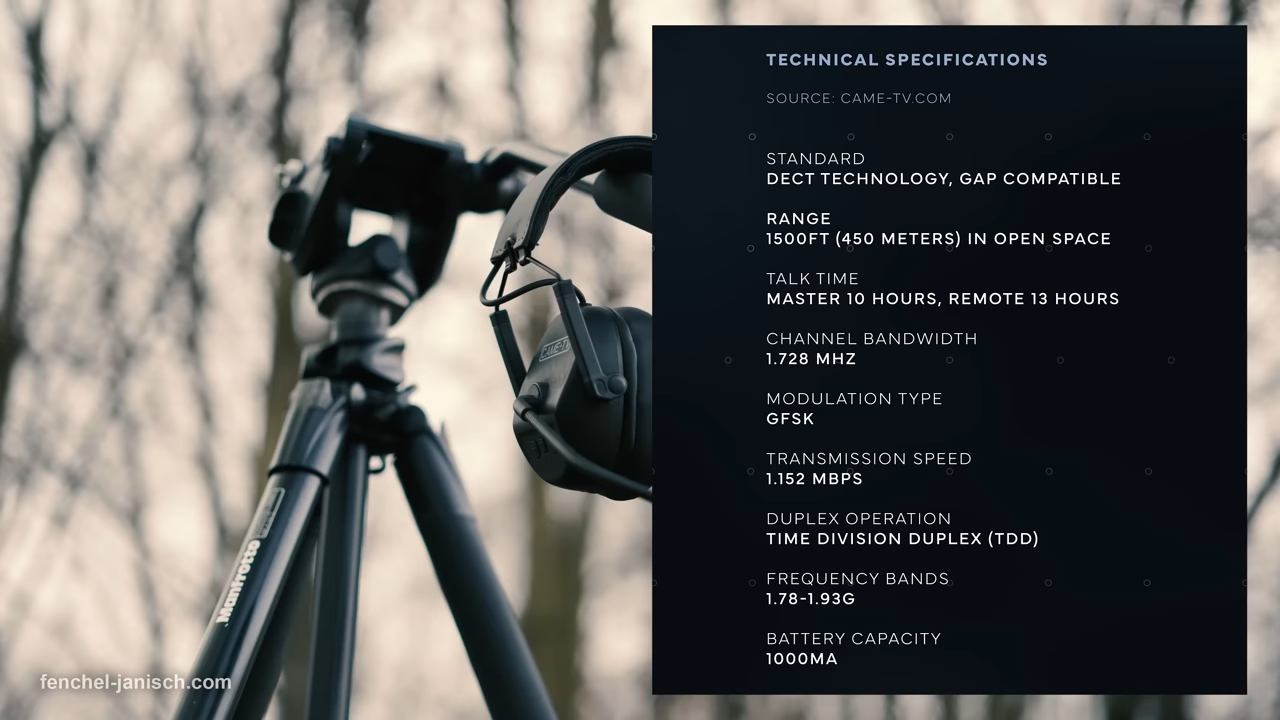 TECHNICAL SPECIFICATIONS
SOURCE: CAME-TV.COM
STANDARD
DECT TECHNOLOGY, GAP COMPATIBLE
RANGE
1500FT (450 METERS) IN OPEN SPACE
TALK TIME
MASTER 10 HOURS, REMOTE 13 HOURS
CHANNEL BANDWIDTH
1.728 MHZ
MODULATION TYPE
GFSK
TRANSMISSION SPEED
1.152 MBPS
DUPLEX OPERATION
TIME DIVISION DUPLEX (TDD)
FREQUENCY BANDS
1.78-1.93G
BATTERY CAPACITY
1000MA
Manfrotto
fenchel-janisch.com